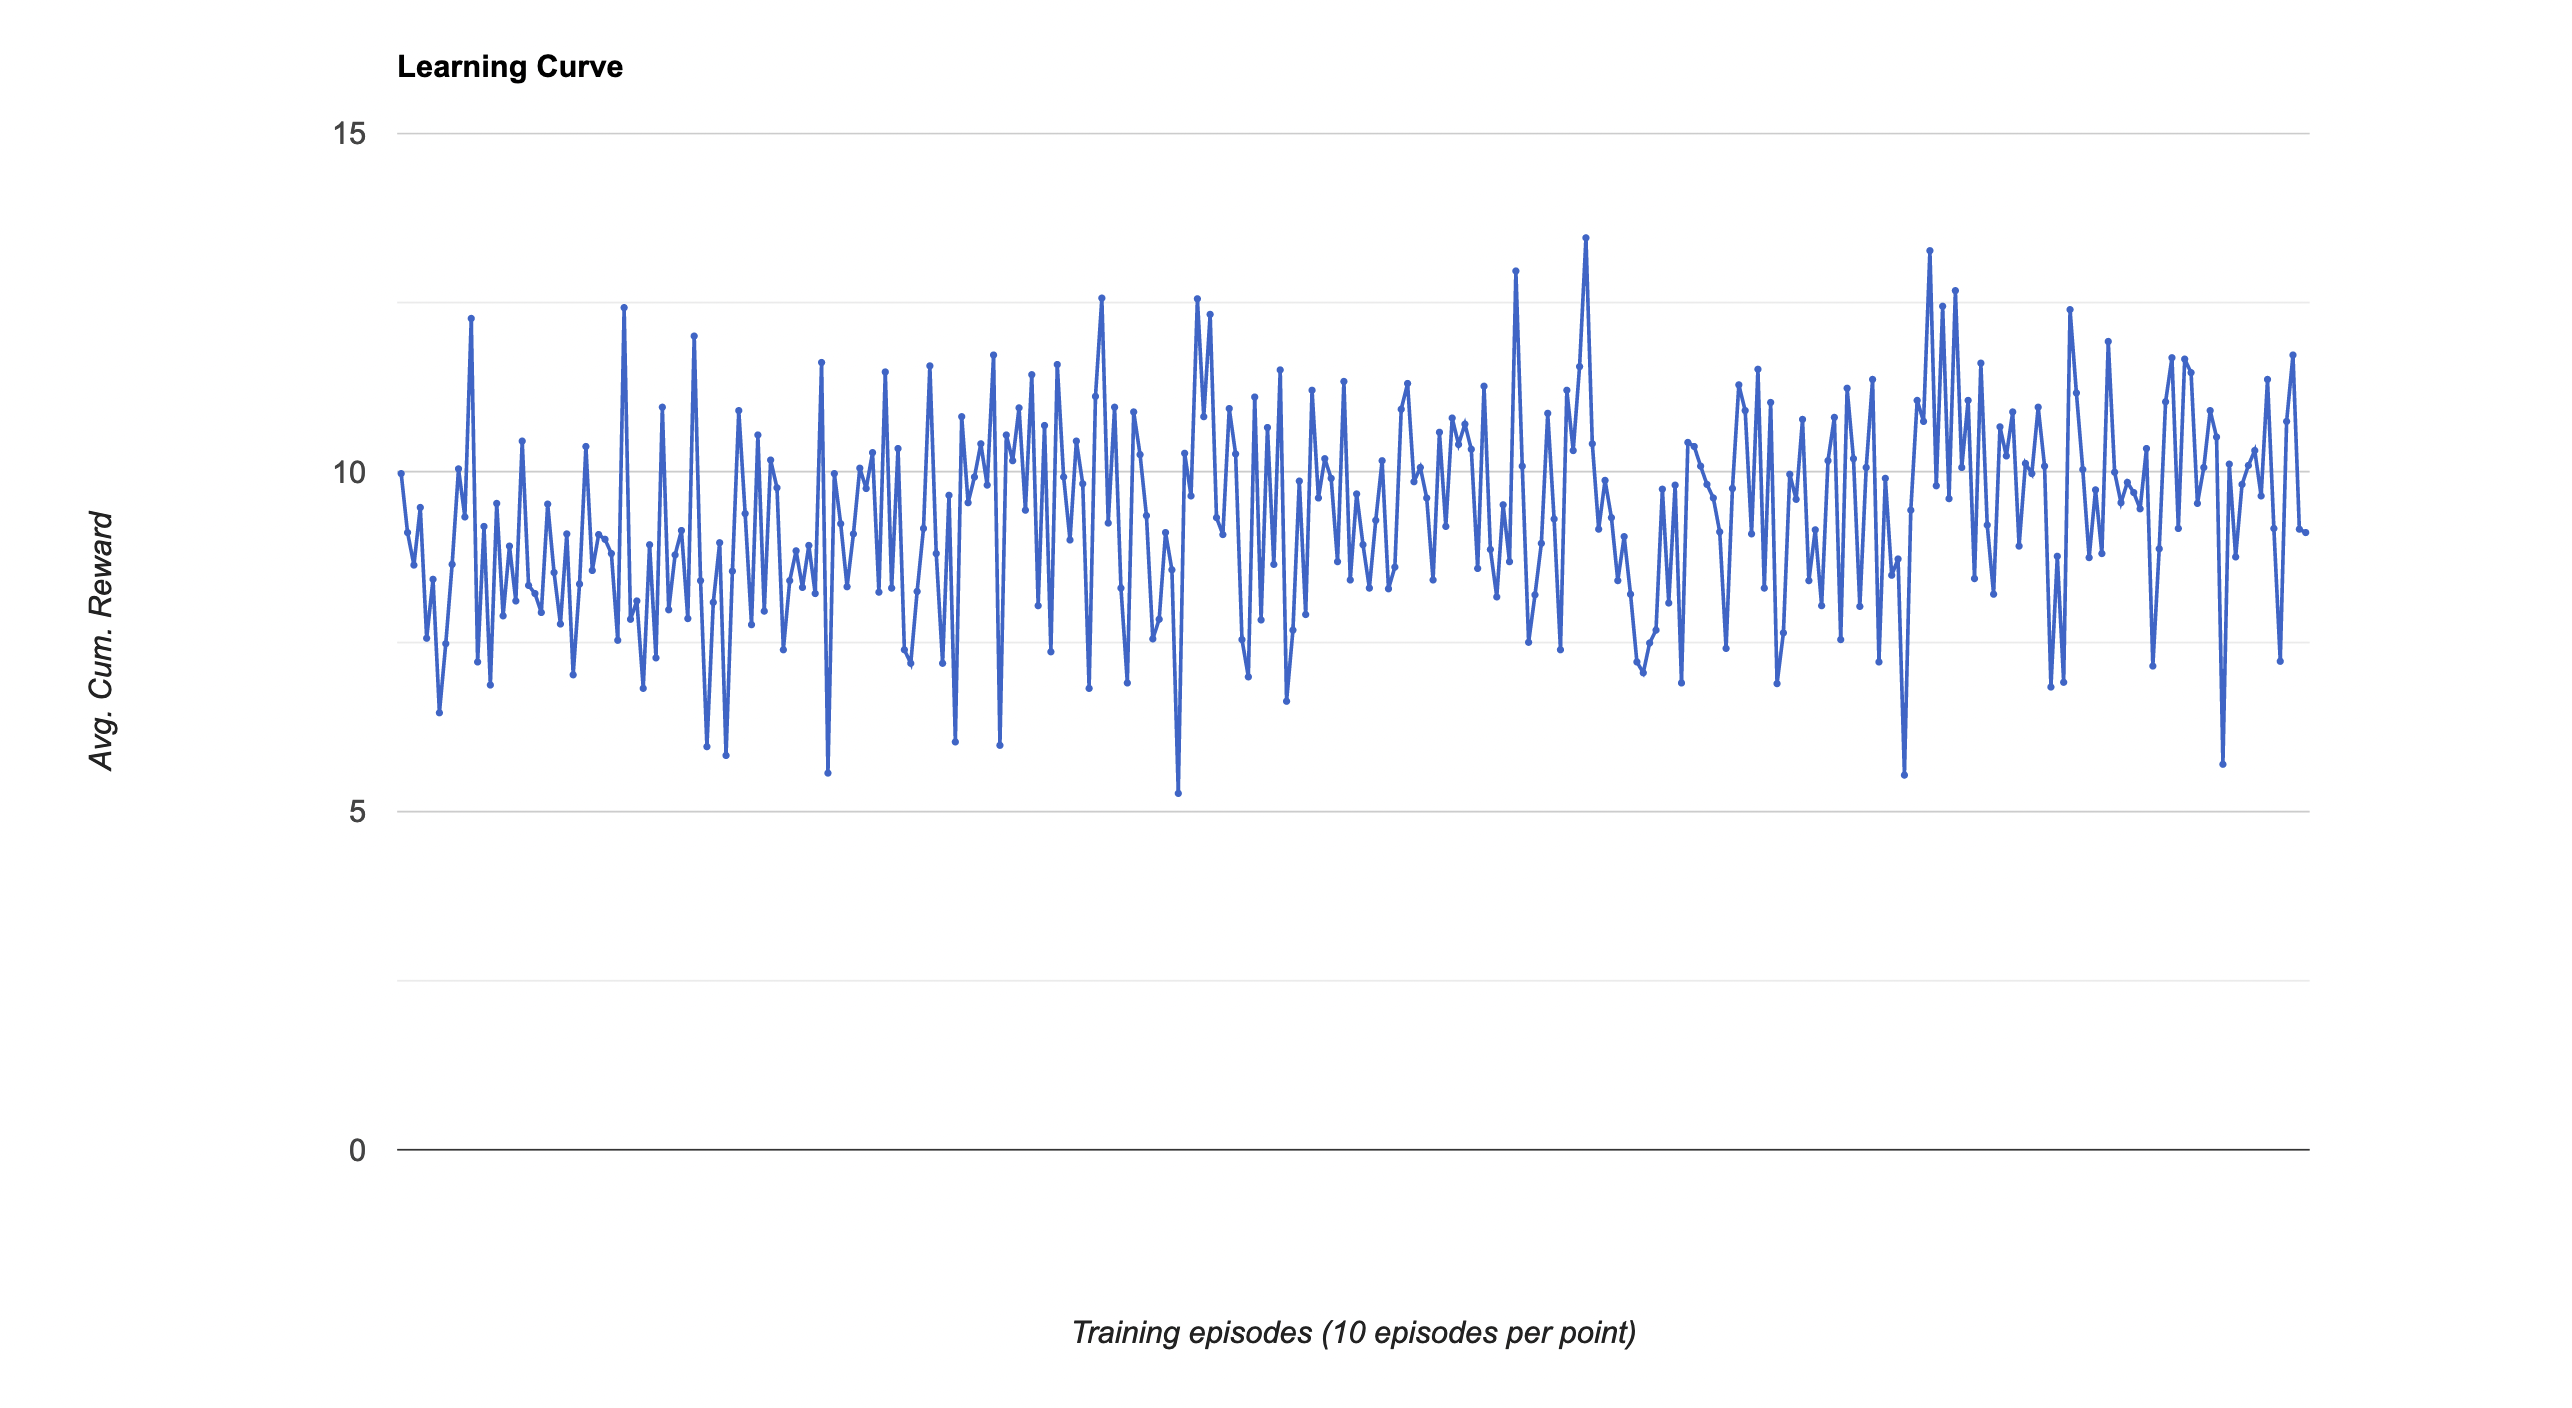 Learning Curve
15
10
5
0
Avg. Cum. Reward
Training episodes (10 episodes per point)